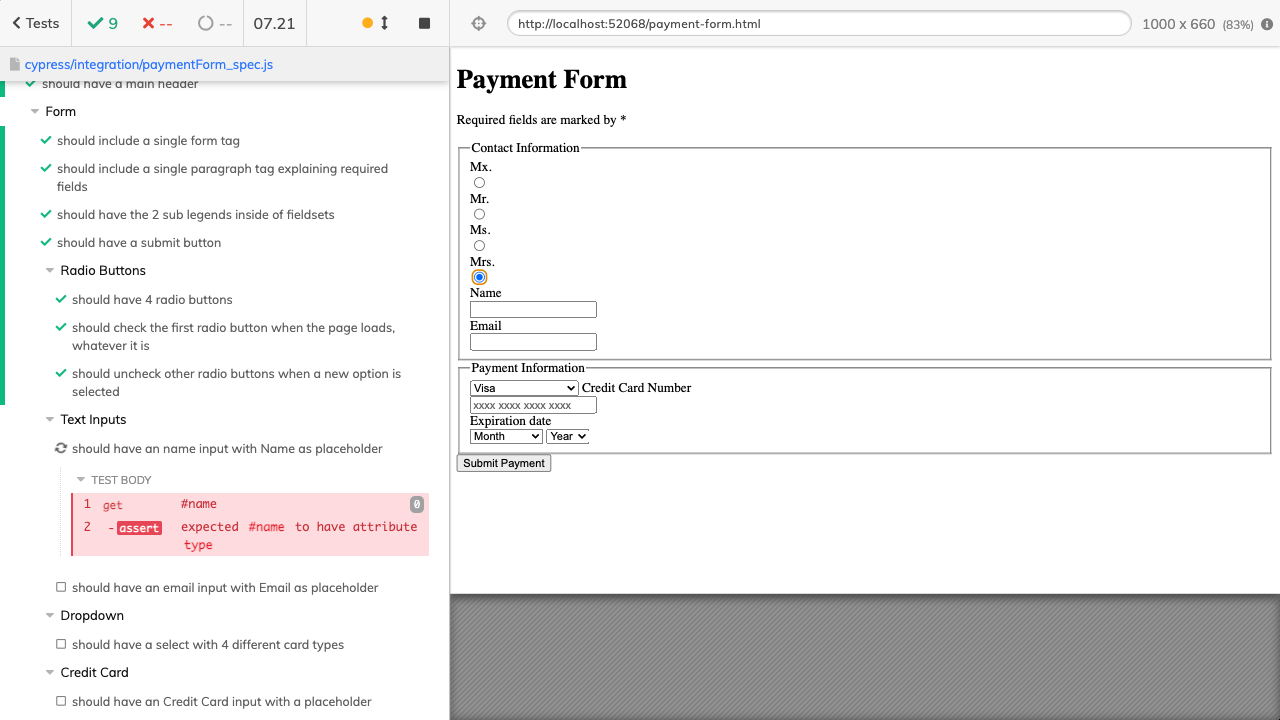 Tests 9 -- -- 07.21
cypress/integration/paymentForm_spec.js
should have a main header
Form
should include a single form tag
should include a single paragraph tag explaining required
fields
should have the 2 sub legends inside of fieldsets
should have a submit button
Radio Buttons
should have 4 radio buttons
should check the first radio button when the page loads,
whatever it is
should uncheck other radio buttons when a new option is
selected
Text Inputs
should have an name input with Name as placeholder
TEST BODY
1 get #name 0
2 -assert expected #name to have attribute
type
should have an email input with Email as placeholder
Dropdown
should have a select with 4 different card types
Credit Card
should have an Credit Card input with a placeholder
http://localhost:52068/payment-form.html 1000 x 660 (83%)
Payment Form
Required fields are marked by *
Contact Information
Mx.
Mr.
Ms.
Mrs.
Name
Email
Payment Information
Visa Credit Card Number
xxxx xxxx xxxx xxxx
Expiration date
Month Year
Submit Payment